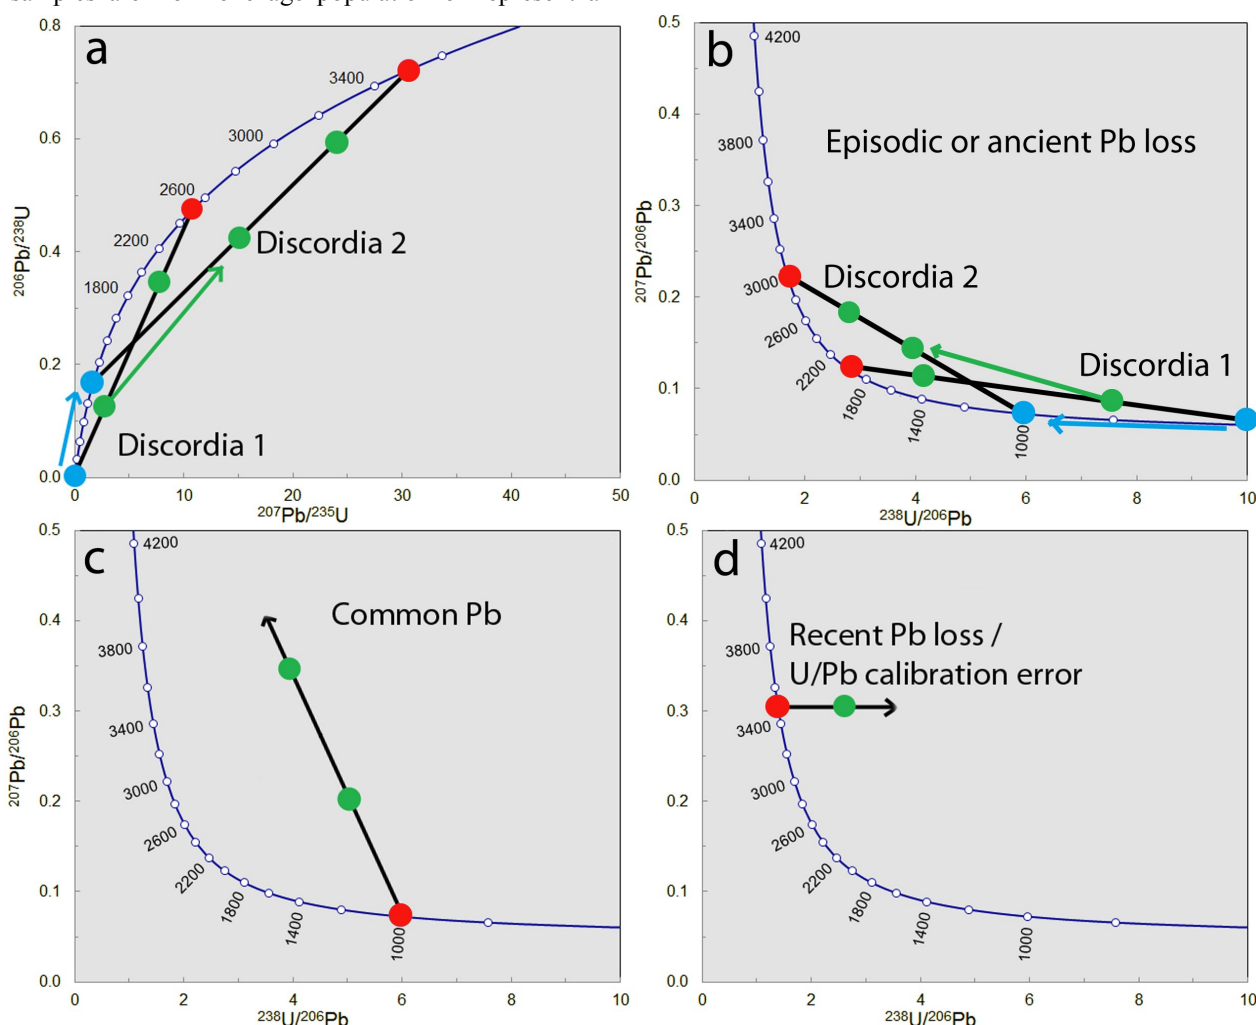 a
0.8
0.6
0.4
0.2
0.0
206Pb/238U
3400
3000
2600
2200
1800
Discordia 2
Discordia 1
0 10 20 30 40 50
207Pb/235U
b
0.5
0.4
0.3
0.2
0.1
0.0
207Pb/206Pb
4200
3800
3400
3000
2600
2200
1800
1400
1000
Episodic or ancient Pb loss
Discordia 2
Discordia 1
0 2 4 6 8 10
238U/206Pb
c
0.5
0.4
0.3
0.2
0.1
0.0
207Pb/206Pb
4200
3800
3400
3000
2600
2200
1800
1400
1000
Common Pb
0 2 4 6 8 10
238U/206Pb
d
0.5
0.4
0.3
0.2
0.1
0.0
4200
3800
3400
3000
2600
2200
1800
1400
1000
Recent Pb loss /
U/Pb calibration error
0 2 4 6 8 10
238U/206Pb